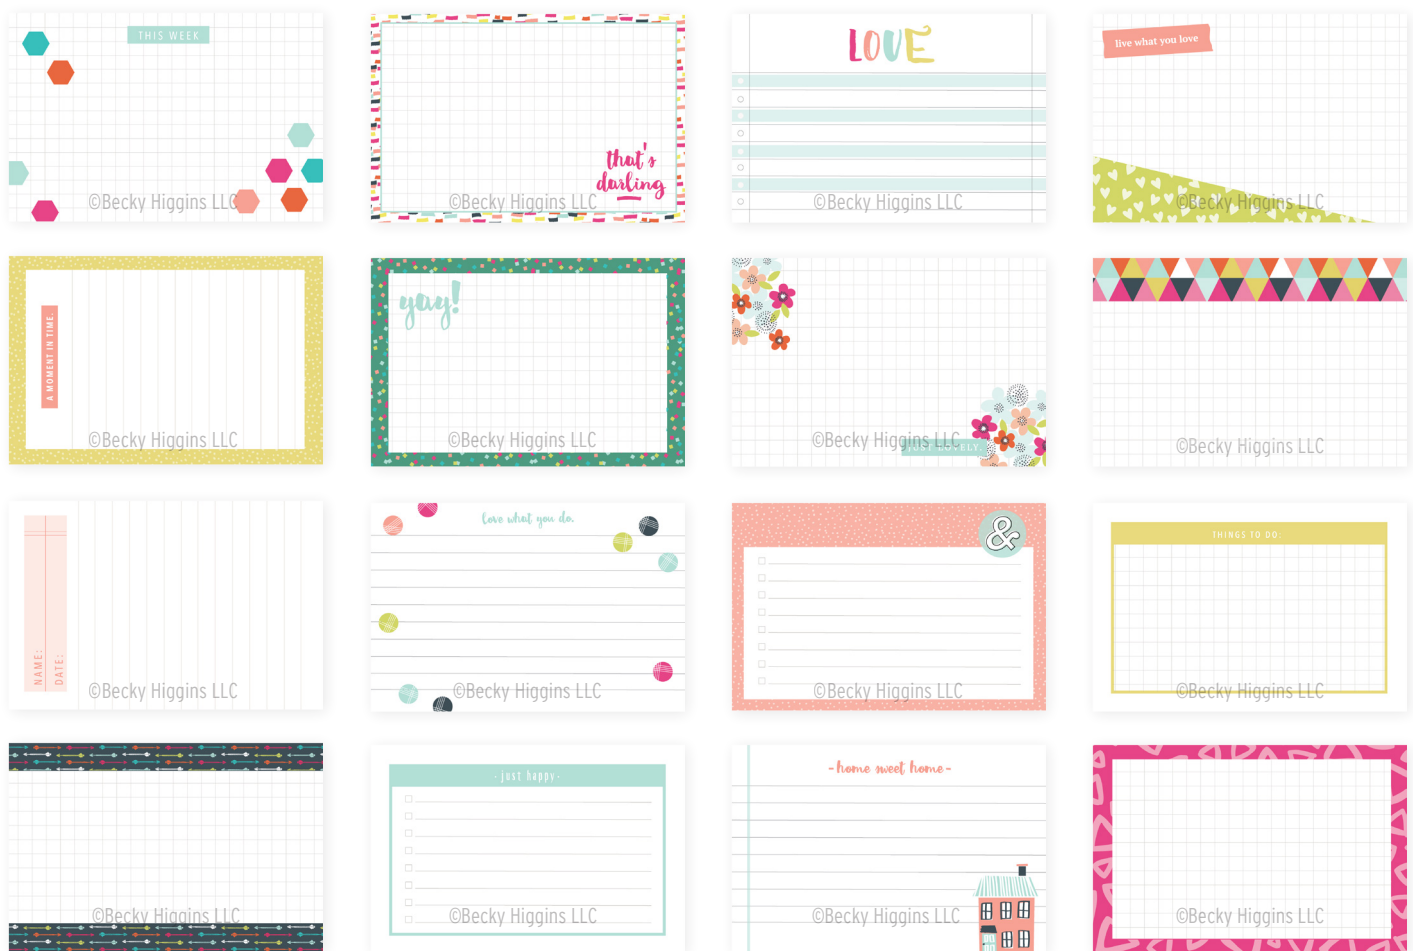 THIS WEEK
©Becky Higgins LLC
that's
darling
©Becky Higgins LLC
LOVE
©Becky Higgins LLC
live what you love
©Becky Higgins LLC
A MOMENT IN TIME.
©Becky Higgins LLC
yay!
©Becky Higgins LLC
©Becky Higgins LLC
JUST LOVELY.
©Becky Higgins LLC
NAME:
DATE:
©Becky Higgins LLC
love what you do.
©Becky Higgins LLC
&
©Becky Higgins LLC
THINGS TO DO
©Becky Higgins LLC
©Becky Higgins LLC
· just happy ·
©Becky Higgins LLC
- home sweet home -
©Becky Higgins LLC
©Becky Higgins LLC